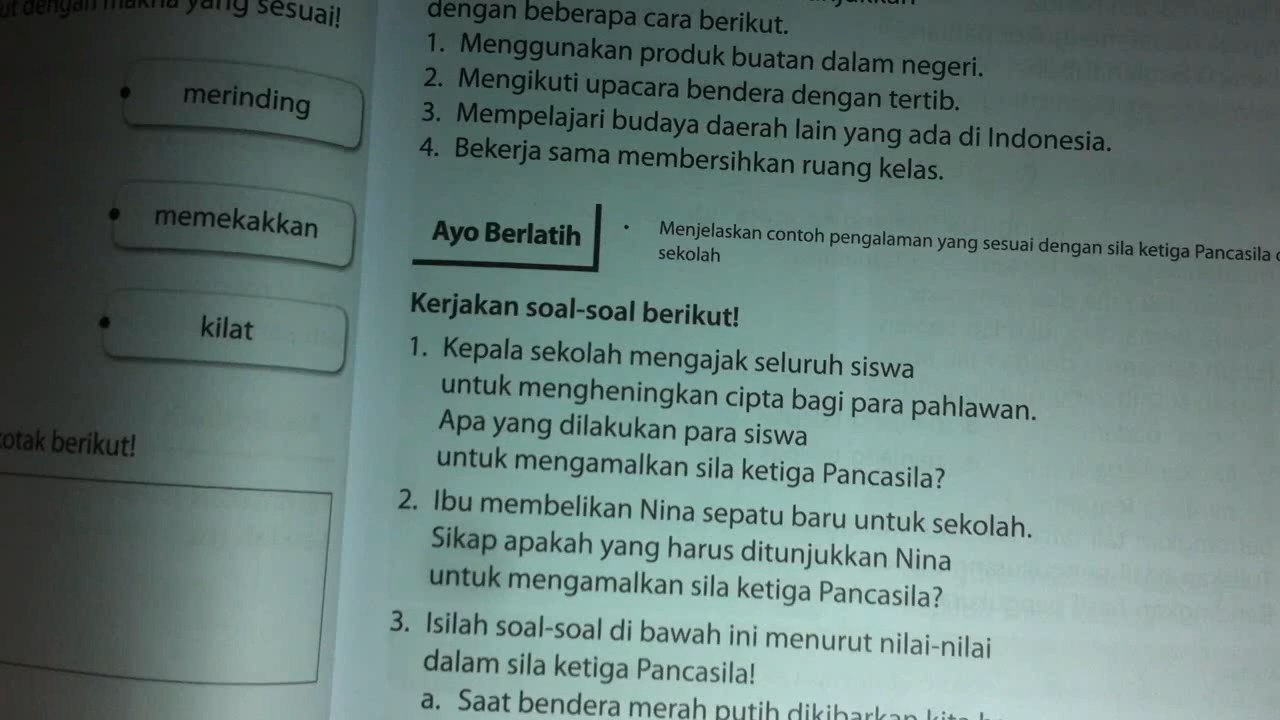 dengan makna yang sesuai!
merinding
memekakkan
kilat
kotak berikut!
dengan beberapa cara berikut.
1. Menggunakan produk buatan dalam negeri.
2. Mengikuti upacara bendera dengan tertib.
3. Mempelajari budaya daerah lain yang ada di Indonesia.
4. Bekerja sama membersihkan ruang kelas.
Ayo Berlatih
• Menjelaskan contoh pengalaman yang sesuai dengan sila ketiga Pancasila
sekolah
Kerjakan soal-soal berikut!
1. Kepala sekolah mengajak seluruh siswa
untuk mengheningkan cipta bagi para pahlawan.
Apa yang dilakukan para siswa
untuk mengamalkan sila ketiga Pancasila?
2. Ibu membelikan Nina sepatu baru untuk sekolah.
Sikap apakah yang harus ditunjukkan Nina
untuk mengamalkan sila ketiga Pancasila?
3. Isilah soal-soal di bawah ini menurut nilai-nilai
dalam sila ketiga Pancasila!
a. Saat bendera merah putih dikibarkan kita